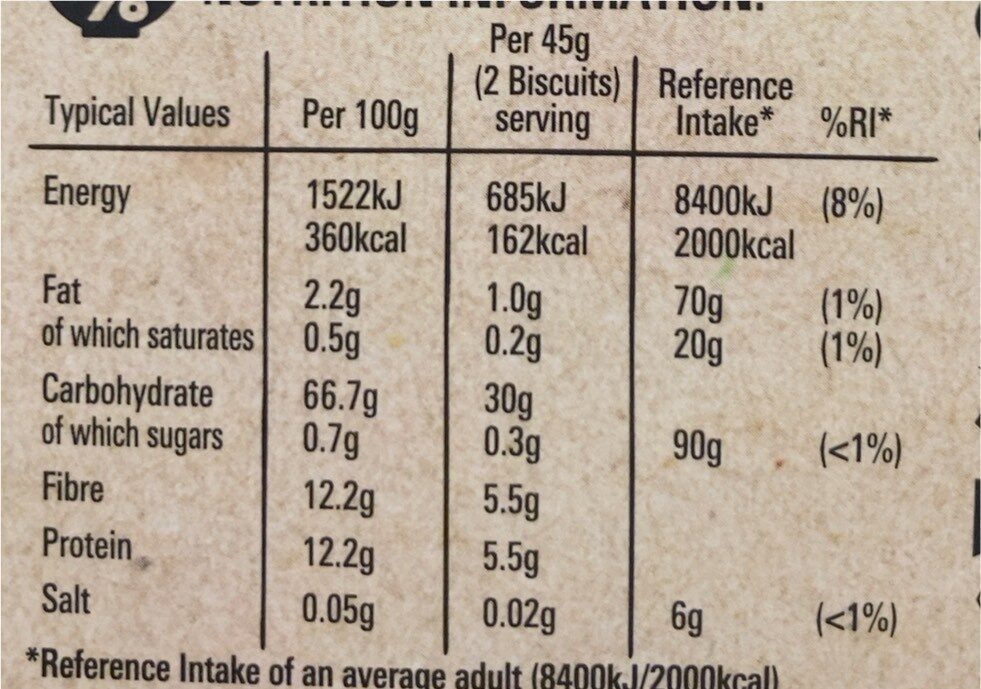 %
NUTRITION INFORMATION:
Per 45g
(2 Biscuits) Reference
Typical Values Per 100g serving Intake* %RI*
Energy 1522kJ 685kJ 8400kJ (8%)
360kcal 162kcal 2000kcal
Fat 2.2g 1.0g 70g (1%)
of which saturates 0.5g 0.2g 20g (1%)
Carbohydrate 66.7g 30g
of which sugars 0.7g 0.3g 90g (<1%)
Fibre 12.2g 5.5g
Protein 12.2g 5.5g
Salt 0.05g 0.02g 6g (<1%)
*Reference Intake of an average adult (8400kJ/2000kcal)